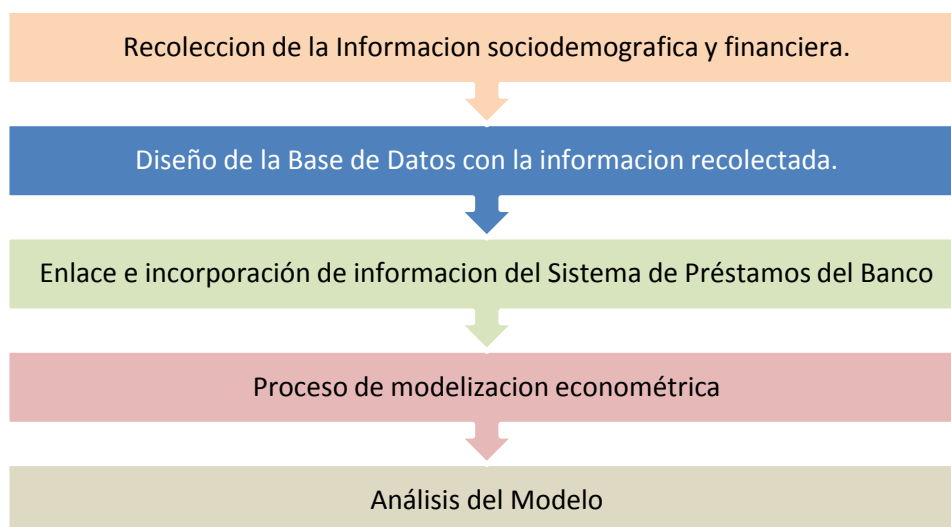 Recoleccion de la Informacion sociodemografica y financiera.
Diseño de la Base de Datos con la informacion recolectada.
Enlace e incorporación de informacion del Sistema de Préstamos del Banco
Proceso de modelizacion econométrica
Análisis del Modelo